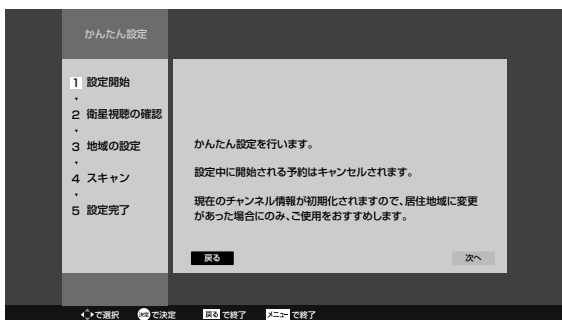 かんたん設定
1 設定開始
2 衛星視聴の確認
3 地域の設定
4 スキャン
5 設定完了
かんたん設定を行います。
設定中に開始される予約はキャンセルされます。
現在のチャンネル情報が初期化されますので、居住地域に変更
があった場合にのみ、ご使用をおすすめします。
戻る 次へ
で選択 決定 で決定 戻る で終了 メニュー で終了